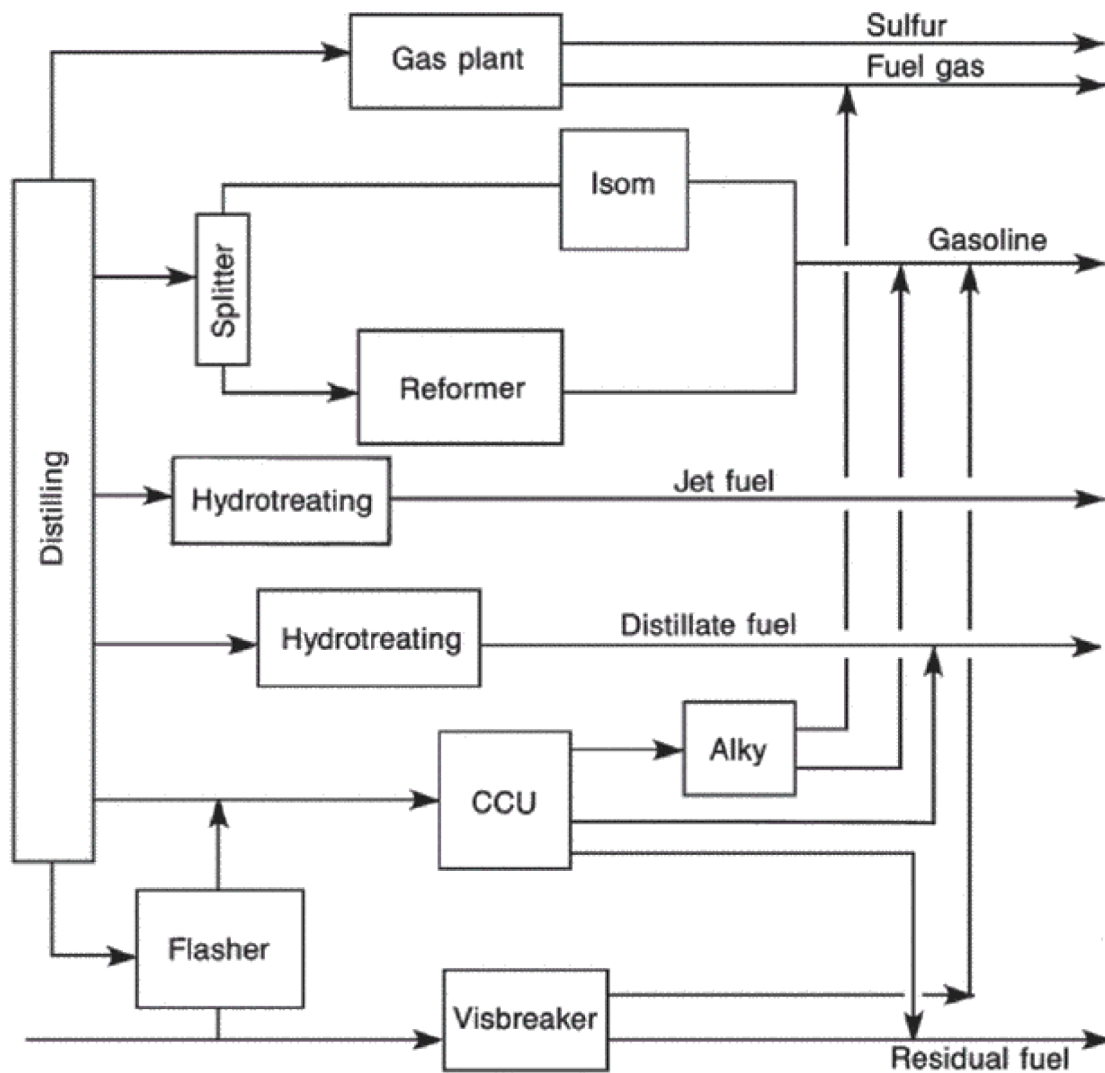 Sulfur
Gas plant
Fuel gas
Isom
Gasoline
Splitter
Reformer
Distilling
Jet fuel
Hydrotreating
Distillate fuel
Hydrotreating
Alky
CCU
Flasher
Visbreaker
Residual fuel